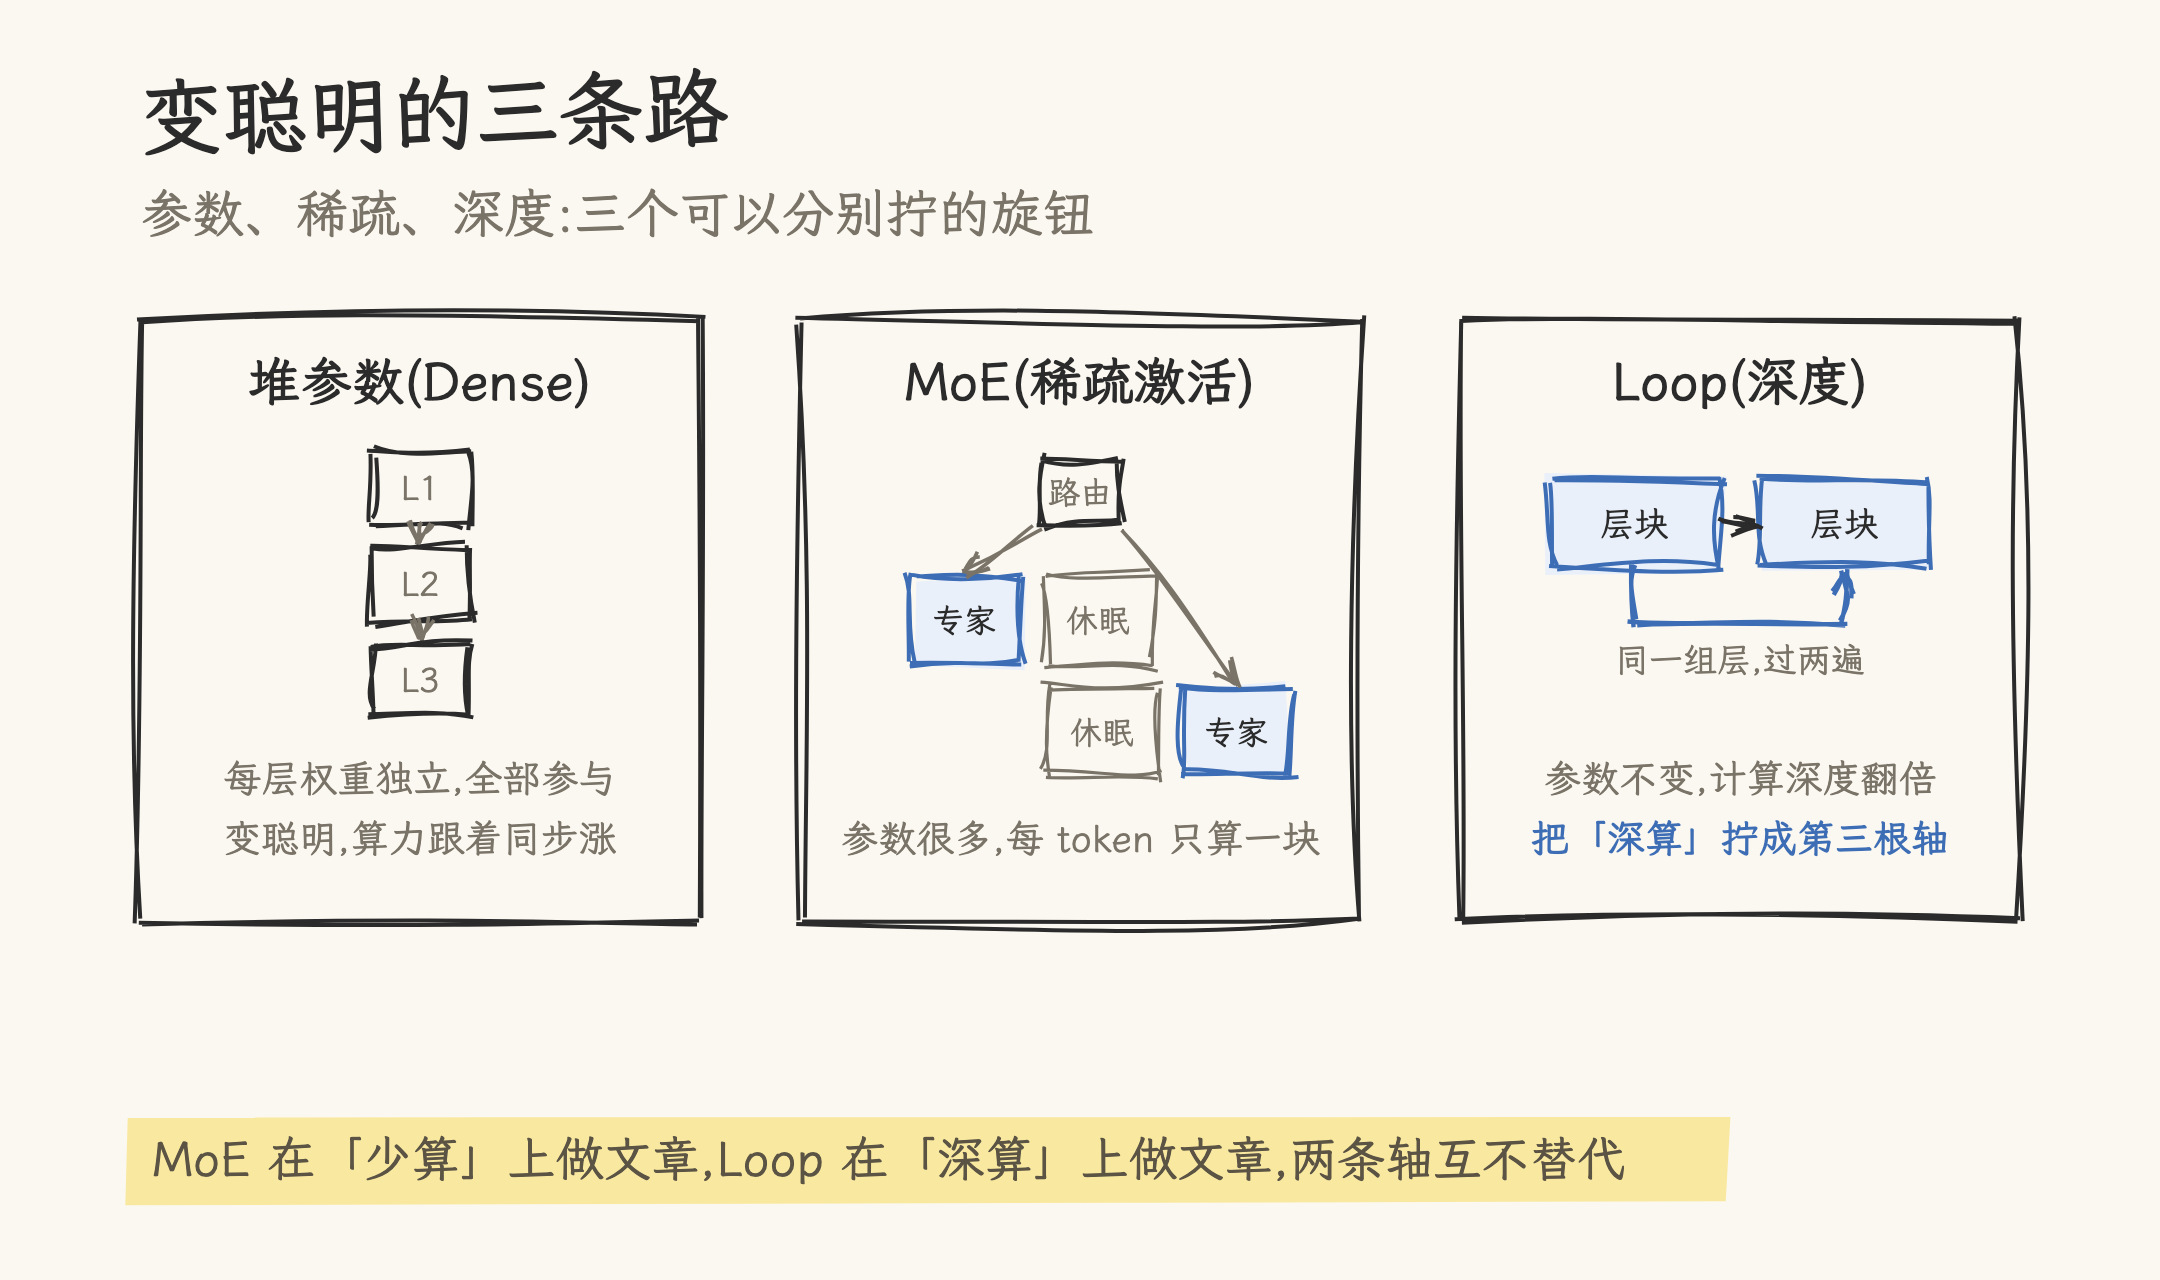 变聪明的三条路
参数、稀疏、深度:三个可以分别拧的旋钮
堆参数(Dense)
L1
L2
L3
每层权重独立,全部参与
变聪明,算力跟着同步涨
MoE(稀疏激活)
路由
专家
休眠
休眠
专家
参数很多,每 token 只算一块
Loop(深度)
层块
层块
同一组层,过两遍
参数不变,计算深度翻倍
把「深算」拧成第三根轴
MoE 在「少算」上做文章,Loop 在「深算」上做文章,两条轴互不替代